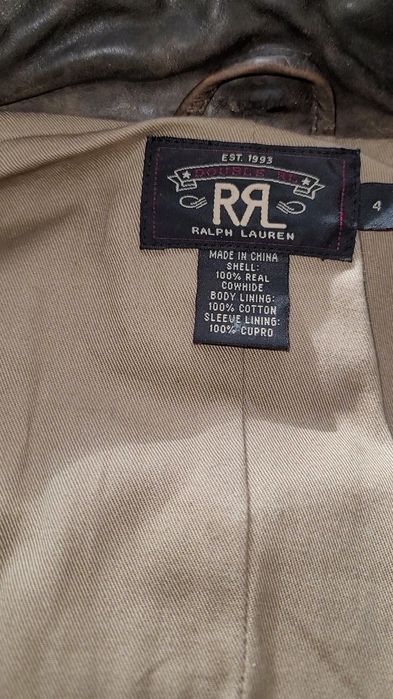 EST. 1993
DOUBLE RL
RRL
RALPH LAUREN
4
MADE IN CHINA
SHELL:
100% REAL
COWHIDE
BODY LINING:
100% COTTON
SLEEVE LINING:
100% CUPRO